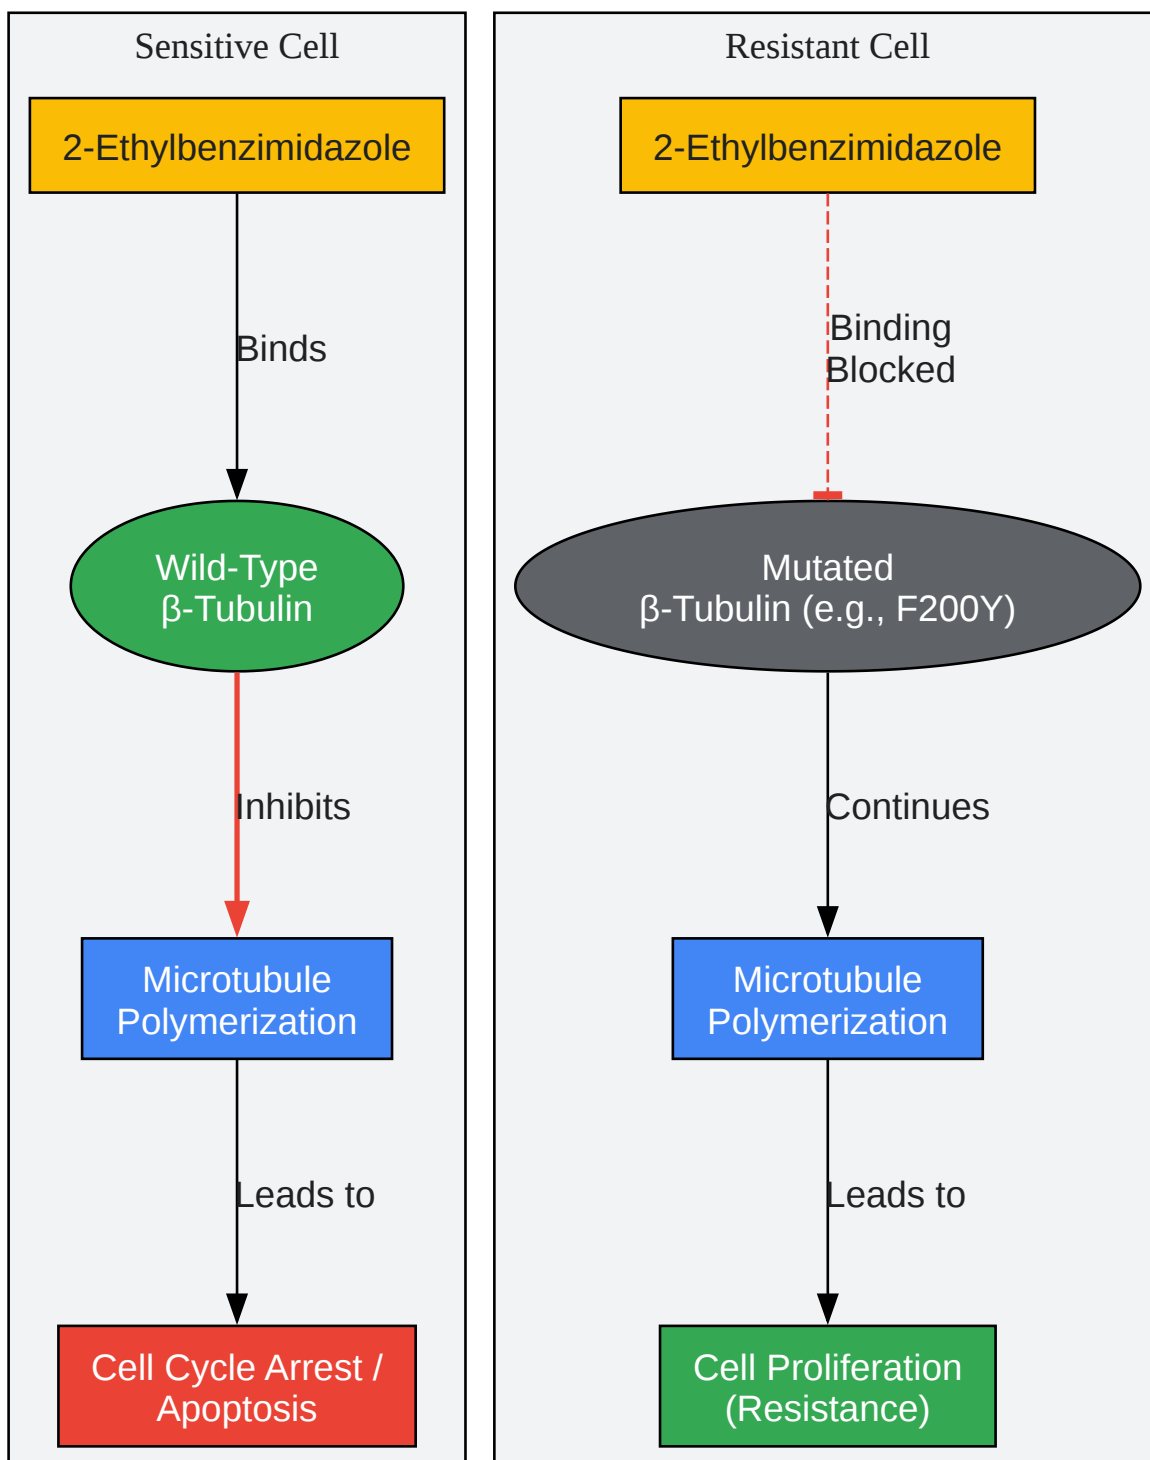 Sensitive Cell
2-Ethylbenzimidazole
Binds
Wild-Type
β-Tubulin
Inhibits
Microtubule
Polymerization
Leads to
Cell Cycle Arrest /
Apoptosis
Resistant Cell
2-Ethylbenzimidazole
Binding
Blocked
Mutated
β-Tubulin (e.g., F200Y)
Continues
Microtubule
Polymerization
Leads to
Cell Proliferation
(Resistance)